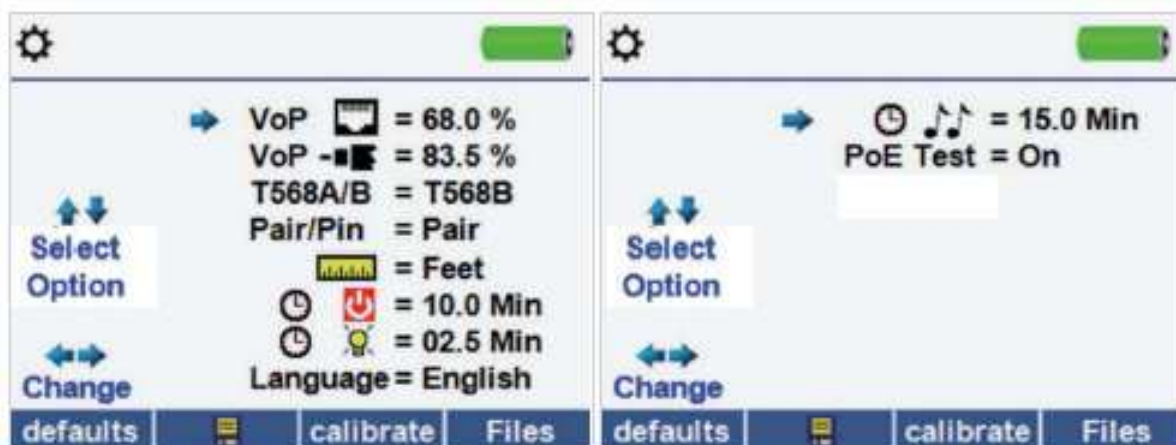 VoP = 68.0 %
VoP = 83.5 %
T568A/B = T568B
Pair/Pin = Pair
= Feet
= 10.0 Min
= 02.5 Min
Language = English
Select
Option
Change
defaults calibrate Files
= 15.0 Min
PoE Test = On
Select
Option
Change
defaults calibrate Files